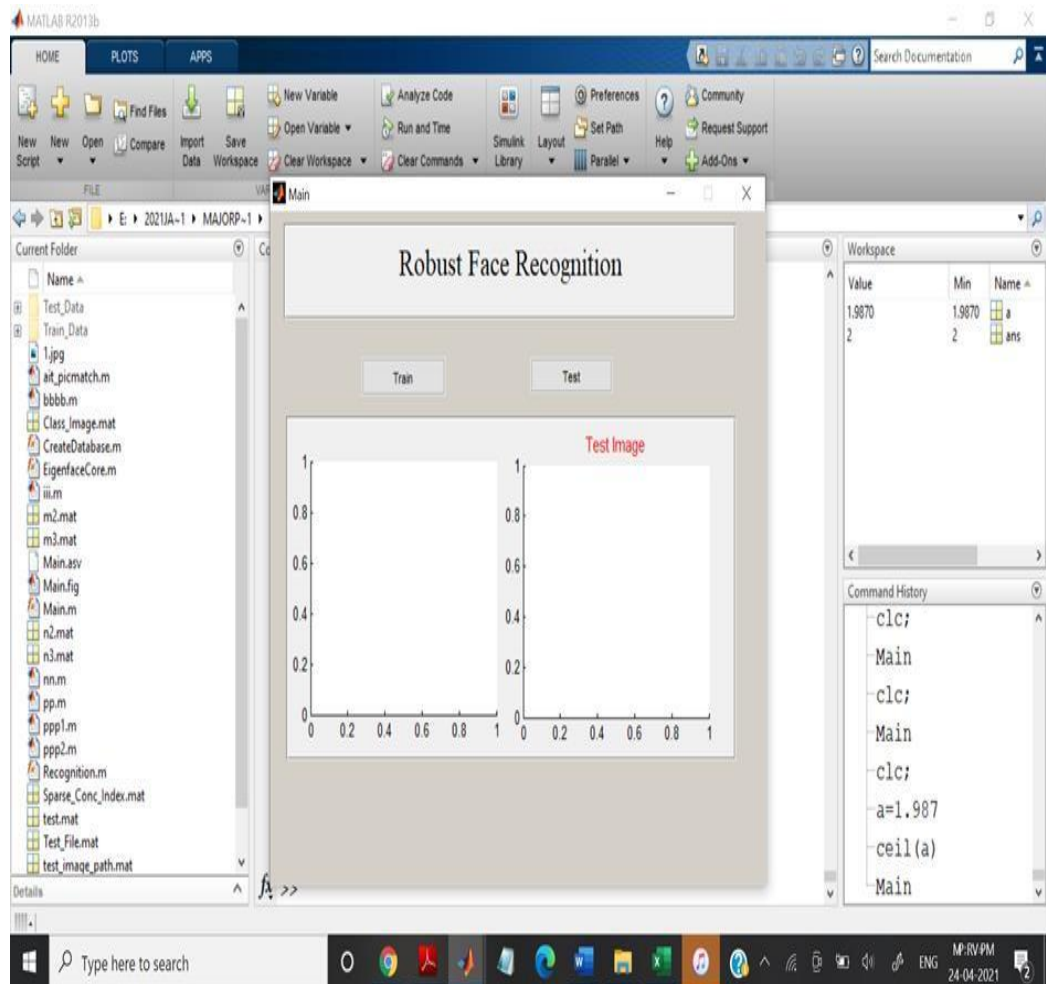 MATLAB R2013b
HOME PLOTS APPS
Search Documentation
New Script
New
Open
Find Files
Compare
Import Data
Save Workspace
New Variable
Open Variable
Clear Workspace
Analyze Code
Run and Time
Clear Commands
Simulink Library
Layout
Preferences
Set Path
Parallel
Help
Community
Request Support
Add-Ons
FILE
E: 2021JA~1 MAJORP~1
Current Folder
Name
Test_Data
Train_Data
1.jpg
ait_picmatch.m
bbbb.m
Class_Image.mat
CreateDatabase.m
EigenfaceCore.m
iii.m
m2.mat
m3.mat
Main.asv
Main.fig
Main.m
n2.mat
n3.mat
nn.m
pp.m
ppp1.m
ppp2.m
Recognition.m
Sparse_Conc_Index.mat
test.mat
Test_File.mat
test_image_path.mat
Details
Main
Robust Face Recognition
Train Test
Test Image
1
0.8
0.6
0.4
0.2
0
0 0.2 0.4 0.6 0.8 1
1
0.8
0.6
0.4
0.2
0
0 0.2 0.4 0.6 0.8 1
fx >>
Workspace
Value Min Name
1.9870 1.9870 a
2 2 ans
Command History
clc;
Main
clc;
Main
clc;
a=1.987
ceil(a)
Main
Type here to search
ENG
24-04-2021
2